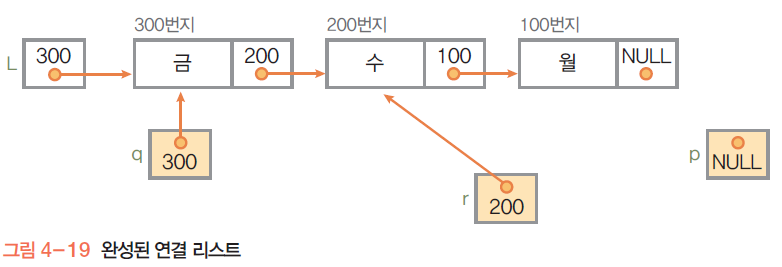 300번지 200번지 100번지
L 300 금 200 수 100 월 NULL
q 300 p NULL
r 200
그림 4-19 완성된 연결 리스트